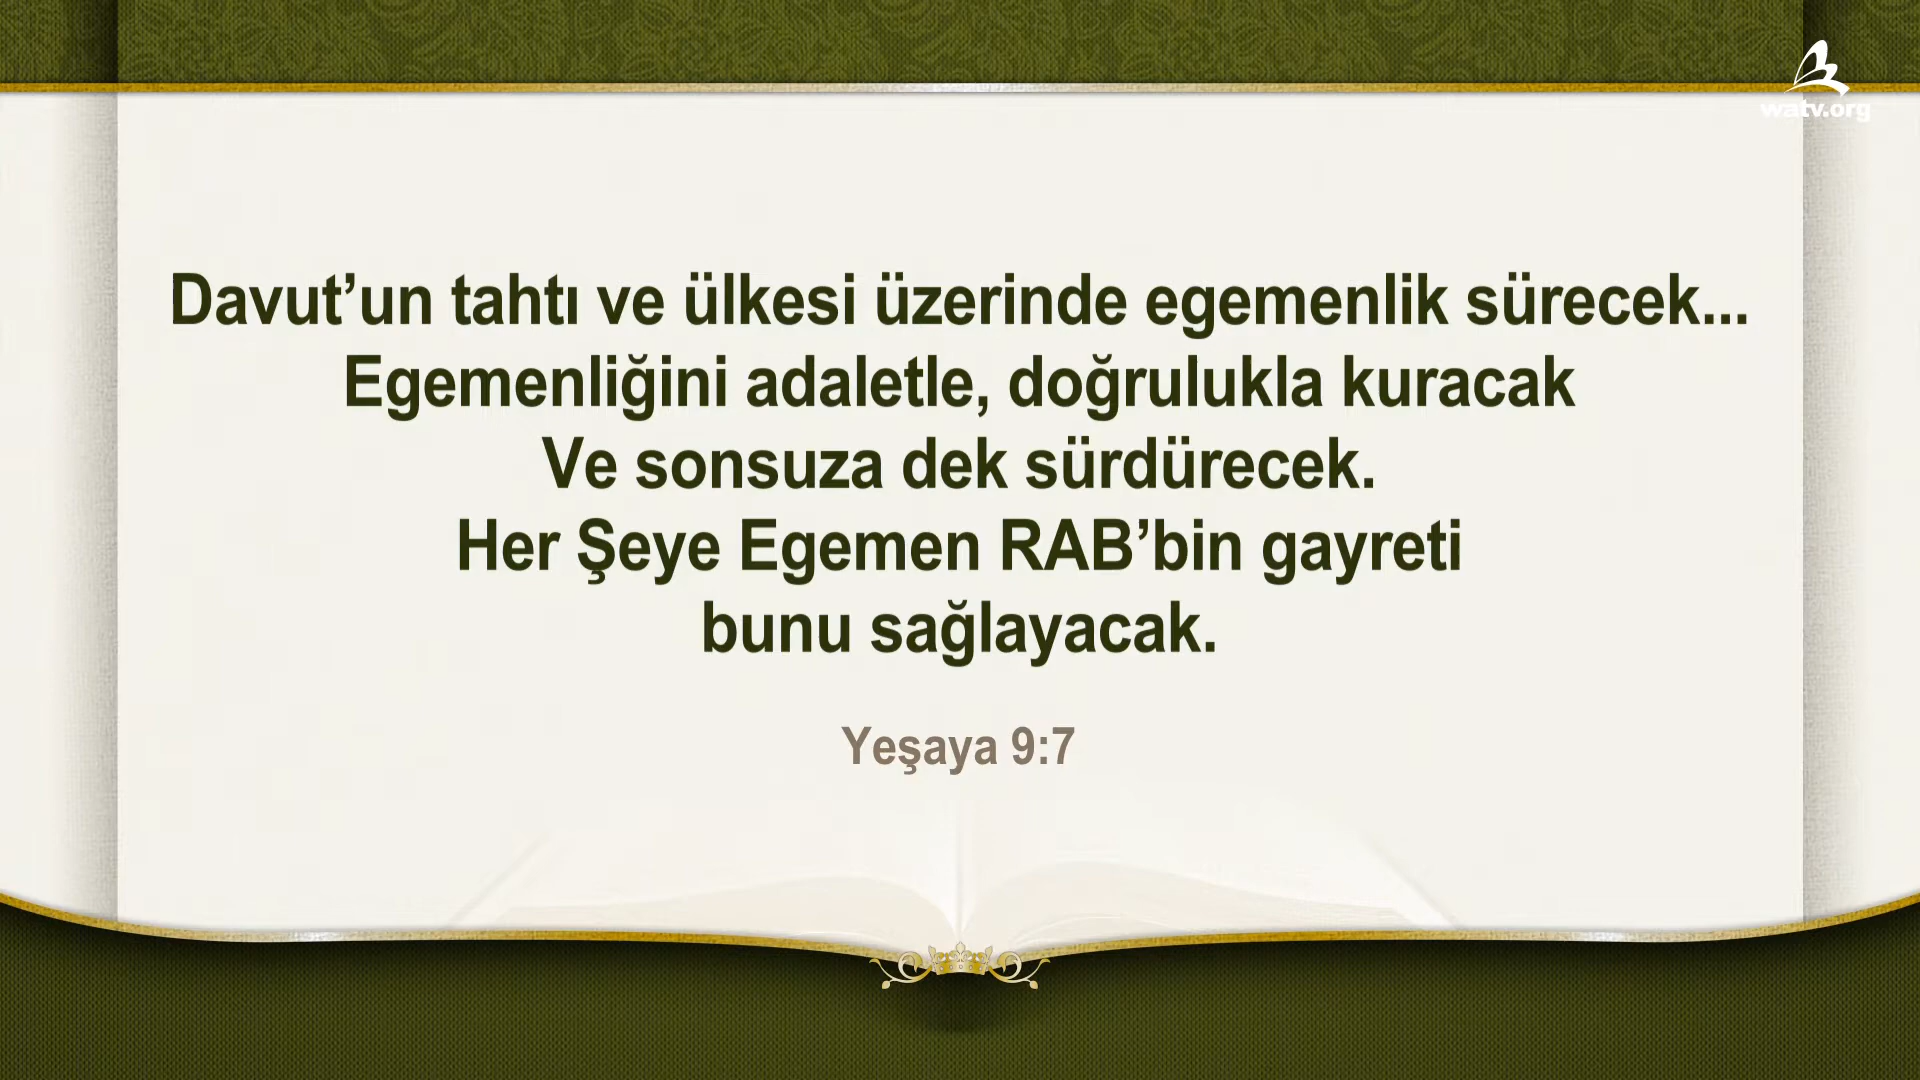 watv.org
Davut’un tahtı ve ülkesi üzerinde egemenlik sürecek...
Egemenliğini adaletle, doğrulukla kuracak
Ve sonsuza dek sürdürecek.
Her Şeye Egemen RAB’bin gayreti
bunu sağlayacak.
Yeşaya 9:7